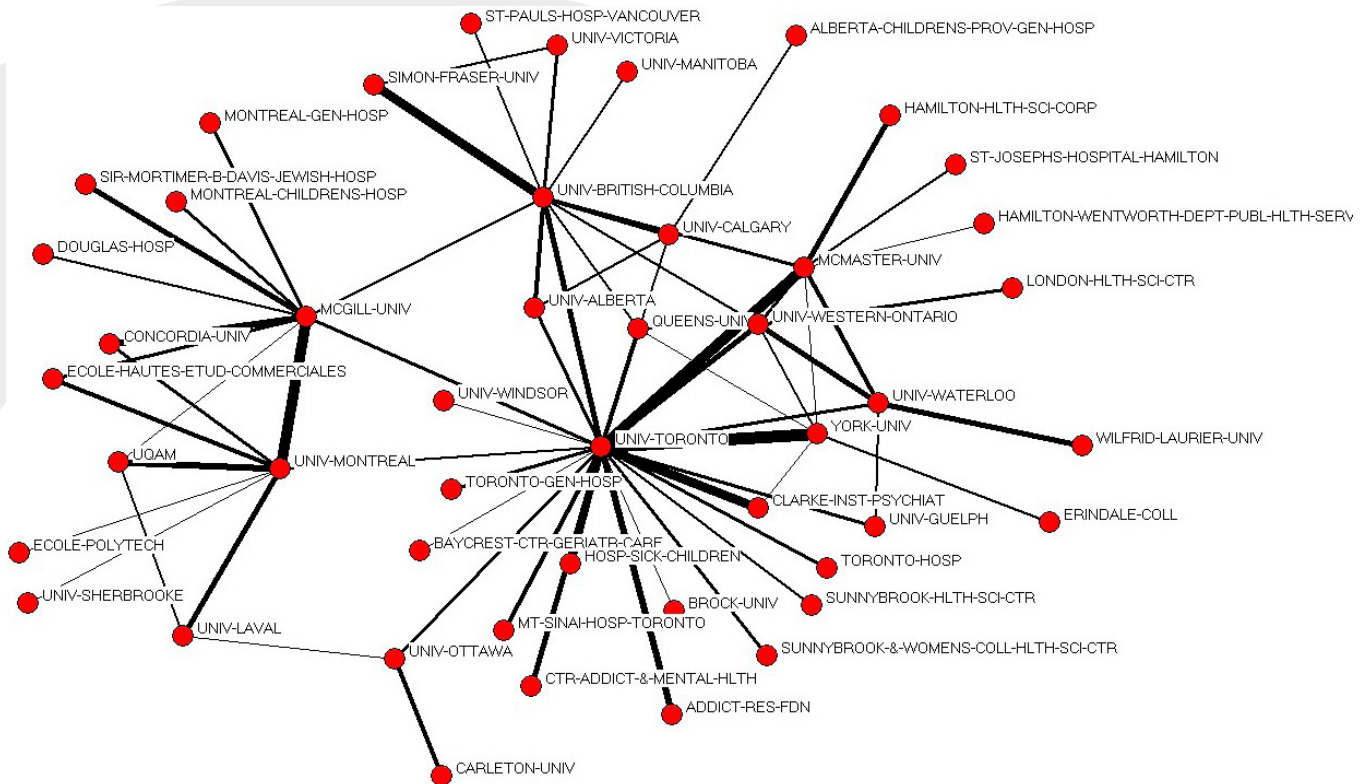 ST-PAULS-HOSP-VANCOUVER
ALBERTA-CHILDRENS-PROV-GEN-HOSP
UNIV-VICTORIA
UNIV-MANITOBA
SIMON-FRASER-UNIV
HAMILTON-HLTH-SCI-CORP
MONTREAL-GEN-HOSP
ST-JOSEPHS-HOSPITAL-HAMILTON
SIR-MORTIMER-B-DAVIS-JEWISH-HOSP
MONTREAL-CHILDRENS-HOSP
UNIV-BRITISH-COLUMBIA
HAMILTON-WENTWORTH-DEPT-PUBL-HLTH-SERV
UNIV-CALGARY
DOUGLAS-HOSP
MCMASTER-UNIV
LONDON-HLTH-SCI-CTR
UNIV-ALBERTA
MCGILL-UNIV
UNIV-WESTERN-ONTARIO
QUEENS-UNIV
CONCORDIA-UNIV
ECOLE-HAUTES-ETUD-COMMERCIALES
UNIV-WINDSOR
UNIV-WATERLOO
YORK-UNIV
UNIV-TORONTO
WILFRID-LAURIER-UNIV
UQAM
UNIV-MONTREAL
TORONTO-GEN-HOSP
CLARKE-INST-PSYCHIAT
ERINDALE-COLL
UNIV-GUELPH
ECOLE-POLYTECH
BAYCREST-CTR-GERIATR-CARE
HOSP-SICK-CHILDREN
TORONTO-HOSP
UNIV-SHERBROOKE
SUNNYBROOK-HLTH-SCI-CTR
BROCK-UNIV
MT-SINAI-HOSP-TORONTO
UNIV-LAVAL
SUNNYBROOK-&-WOMENS-COLL-HLTH-SCI-CTR
UNIV-OTTAWA
CTR-ADDICT-&-MENTAL-HLTH
ADDICT-RES-FDN
CARLETON-UNIV